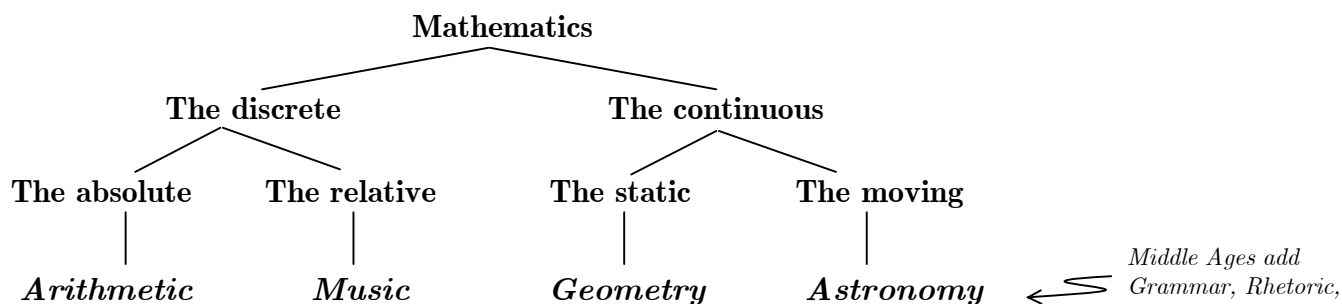 Mathematics
The discrete The continuous
The absolute The relative The static The moving
Arithmetic Music Geometry Astronomy
Middle Ages add
Grammar, Rhetoric,